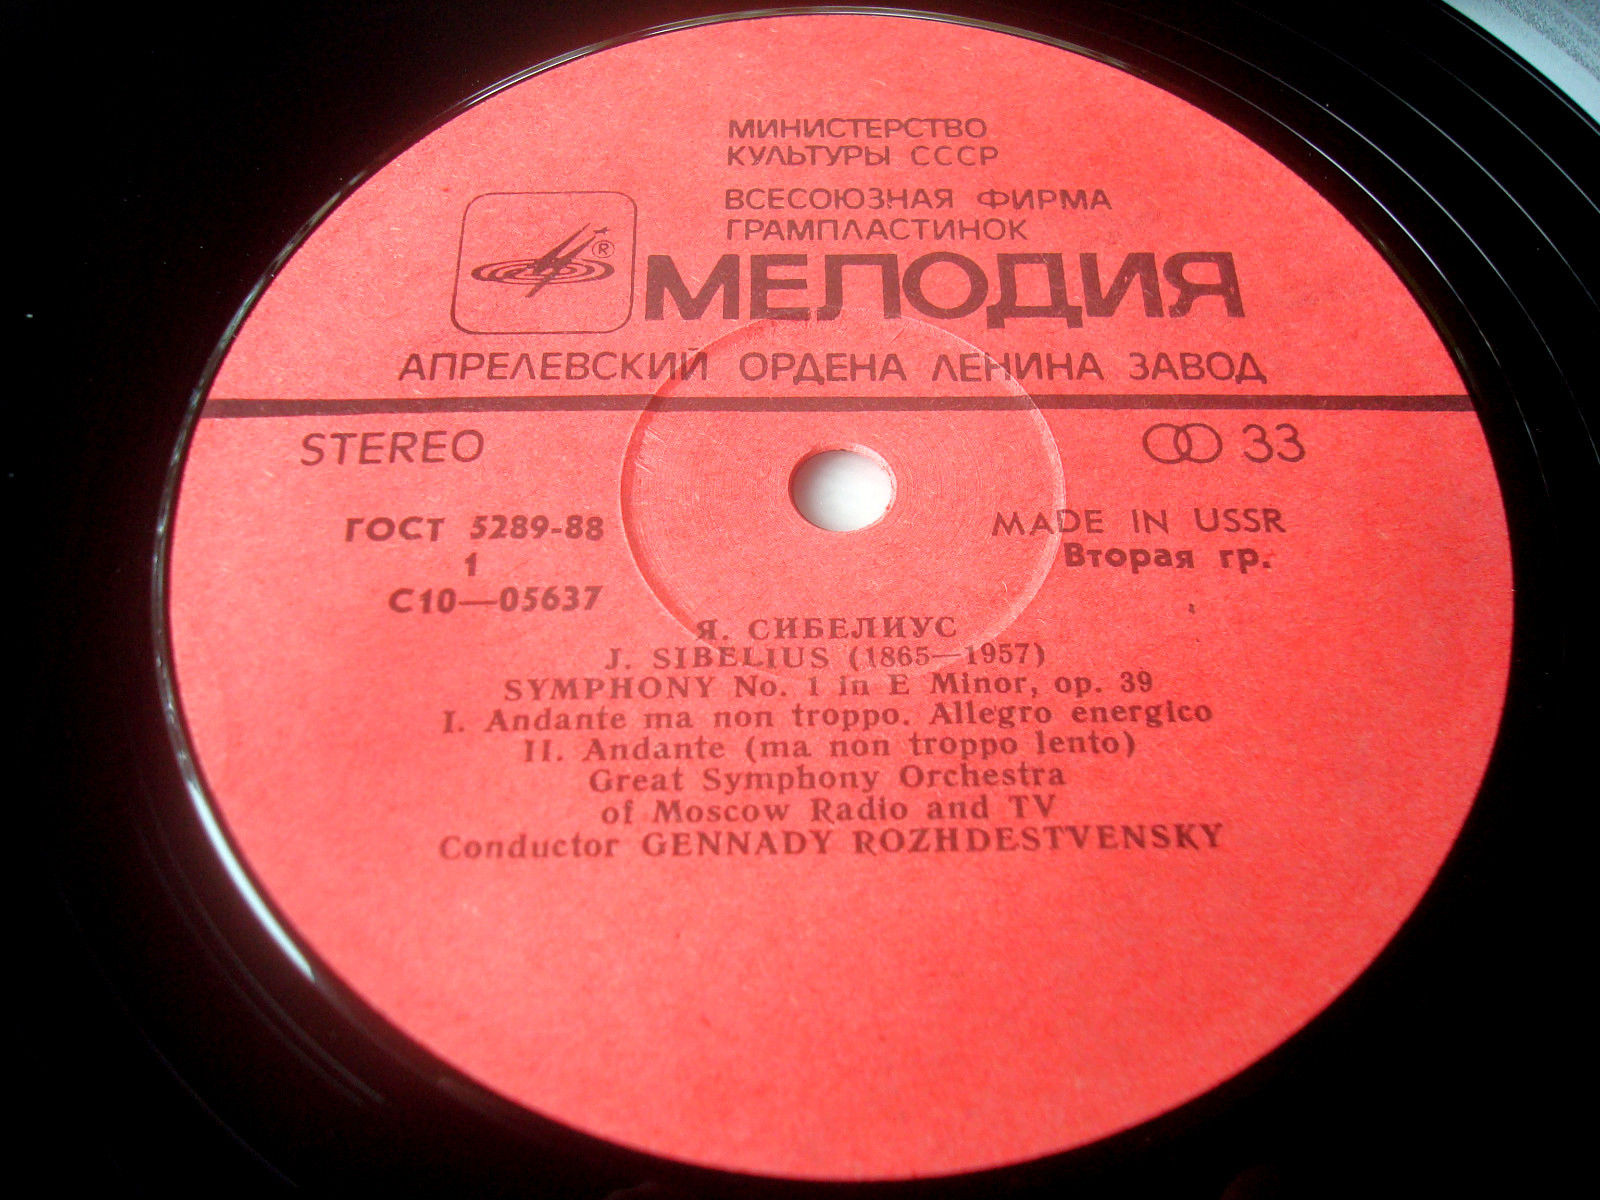 МИНИСТЕРСТВО
КУЛЬТУРЫ СССР
ВСЕСОЮЗНАЯ ФИРМА
ГРАМПЛАСТИНОК
®
МЕЛОДИЯ
АПРЕЛЕВСКИЙ ОРДЕНА ЛЕНИНА ЗАВОД
STEREO
33
ГОСТ 5289-88
1
С10—05637
MADE IN USSR
Вторая гр.
Я. СИБЕЛИУС
J. SIBELIUS (1865—1957)
SYMPHONY No. 1 in E Minor, op. 39
I. Andante ma non troppo. Allegro energico
II. Andante (ma non troppo lento)
Great Symphony Orchestra
of Moscow Radio and TV
Conductor GENNADY ROZHDESTVENSKY